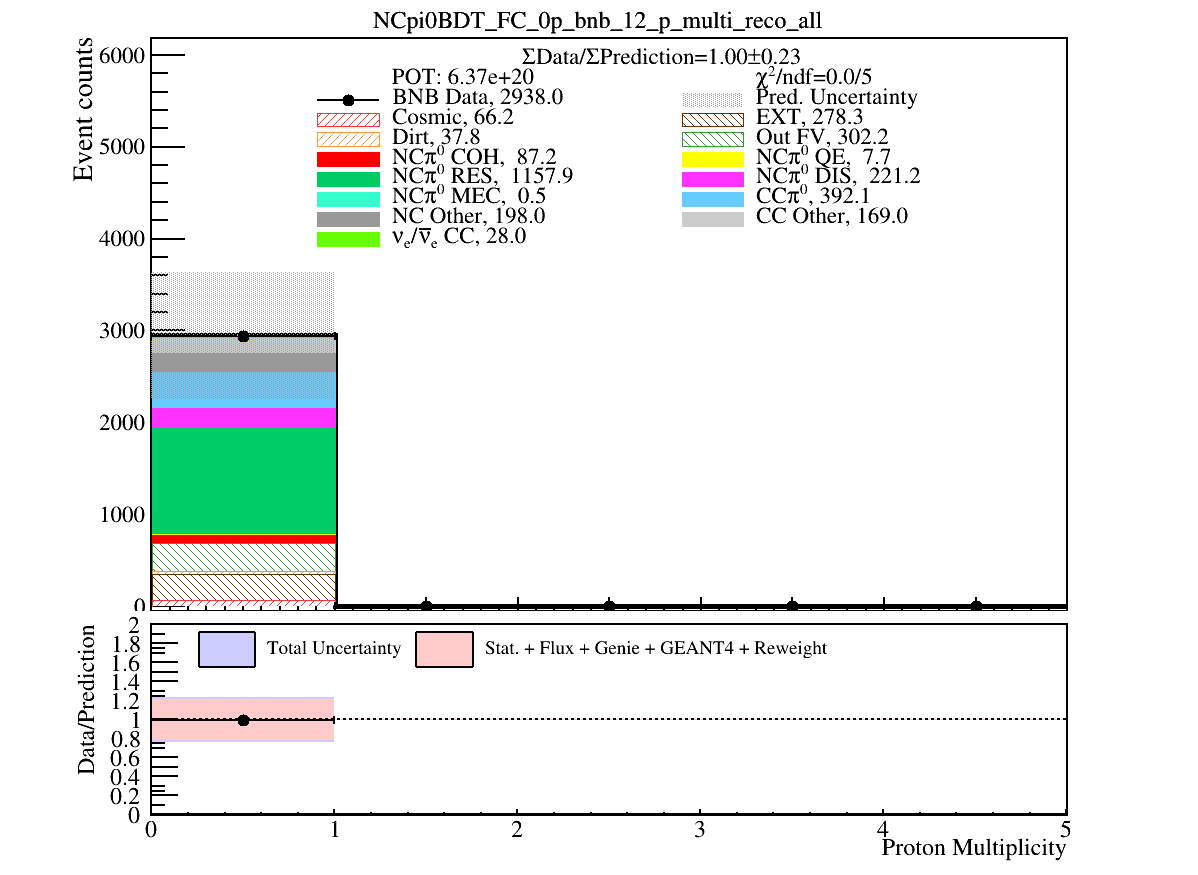 NCpi0BDT_FC_0p_bnb_12_p_multi_reco_all
ΣData/ΣPrediction=1.00±0.23
POT: 6.37e+20
χ²/ndf=0.0/5
BNB Data, 2938.0
Pred. Uncertainty
Cosmic, 66.2
EXT, 278.3
Dirt, 37.8
Out FV, 302.2
NCπ⁰ COH, 87.2
NCπ⁰ QE, 7.7
NCπ⁰ RES, 1157.9
NCπ⁰ DIS, 221.2
NCπ⁰ MEC, 0.5
CCπ⁰, 392.1
NC Other, 198.0
CC Other, 169.0
νₑ/ν̅ₑ CC, 28.0
Event counts
6000
5000
4000
3000
2000
1000
0
Total Uncertainty
Stat. + Flux + Genie + GEANT4 + Reweight
Data/Prediction
2
1.8
1.6
1.4
1.2
1
0.8
0.6
0.4
0.2
0
0 1 2 3 4 5
Proton Multiplicity